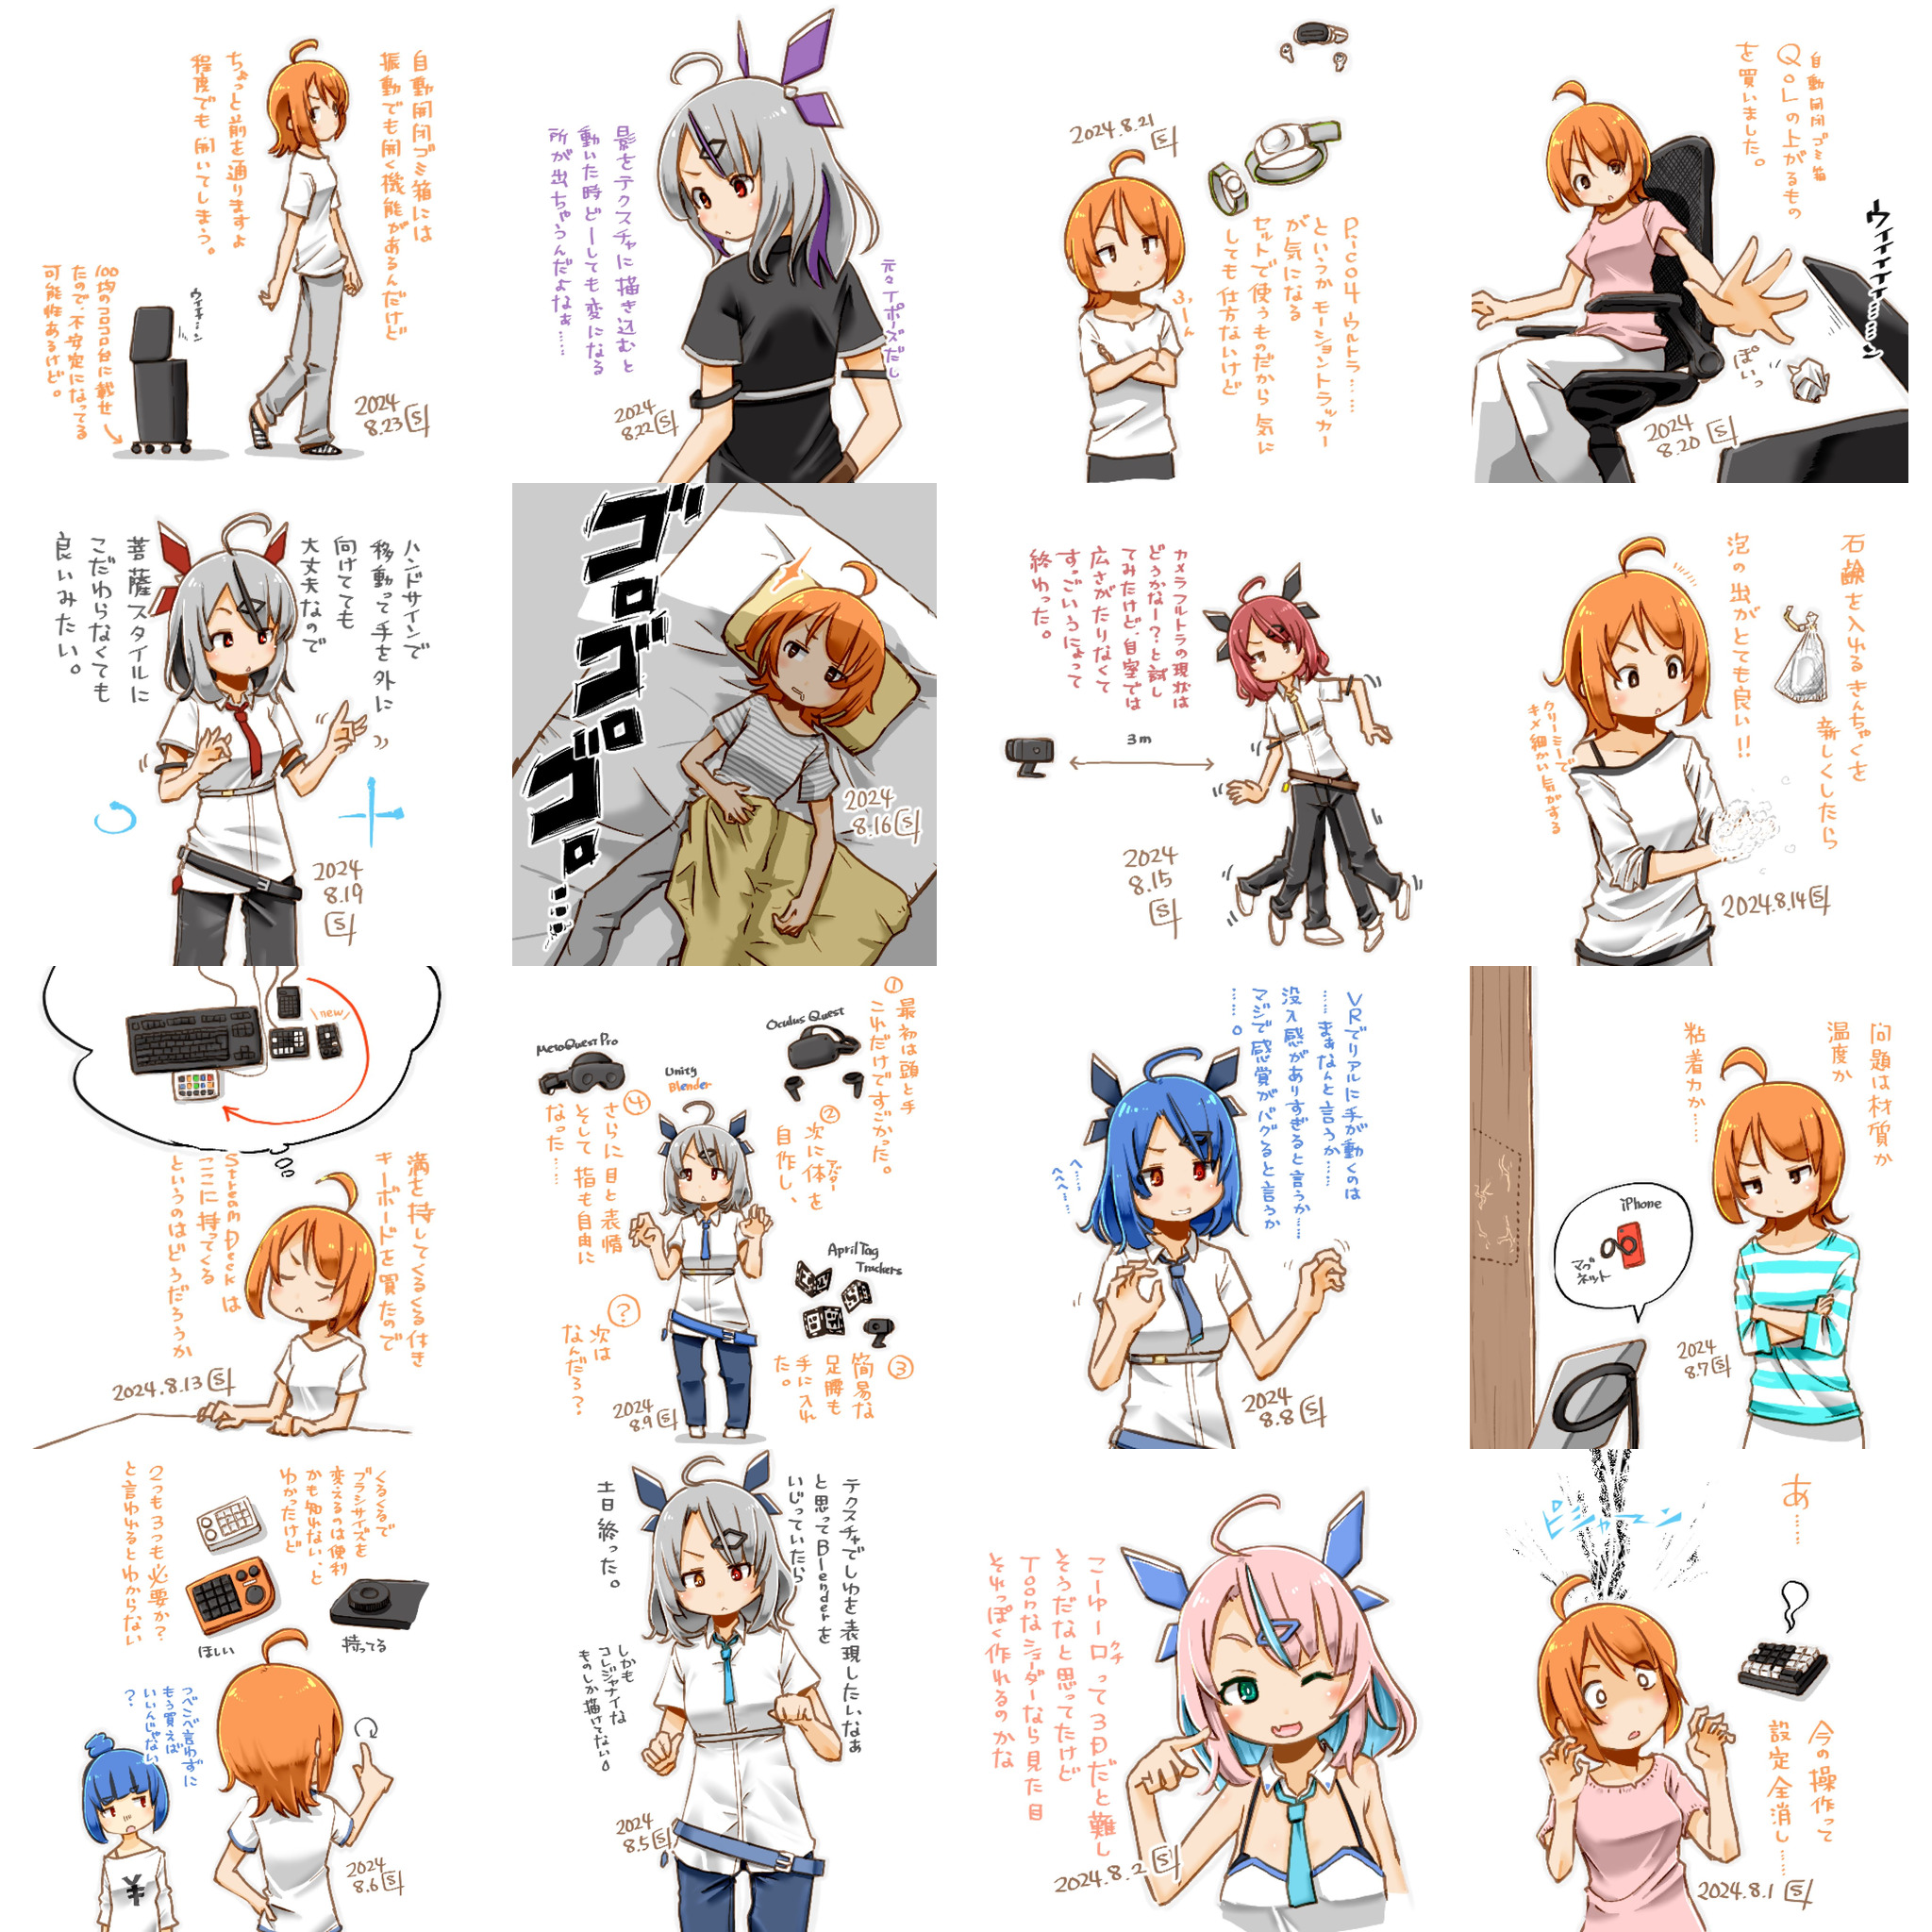 自動開閉ゴミ箱には
振動でも開く機能があるんだけど
ちょっと前を通りますよ
程度でも開いてしまう。
ウイーン
100均のコロコロ台に載せ
たので、不安定になってる
可能性あるけど。
2024
8.23
元々Tポーズだし
影をテクスチャに描き込むと
動いた時どーしても変になる
所が出ちゃうんだよなぁ……
2024
8.22
2024.8.21
Pico4ウルトラ……
というかモーショントラッカー
が気になる
セットで使うものだから気に
しても仕方ないけど
ふーん
自動開閉ゴミ箱
QoLの上がるもの
を買いました。
ウイイイイーーン
ぽいっ
2024
8.20
ハンドサインで
移動って手を外に
向けてても
大丈夫なので
菩薩スタイルに
こだわらなくても
良いみたい。
2024
8.19
ゴロゴロゴロ……
2024
8.16
カメラフルトラの現状は
どうかなー?と試し
てみたけど、自室では
広さがたりなくて
すっごいうにょって
終わった。
3m
2024
8.15
石鹸を入れるきんちゃくを
新しくしたら
泡の出がとても良い!!
クリーミーで
キメ細かい気がする
2024.8.14
new
満を持してくるくる付き
キーボードを買ったので
Stream Deckは
ここに持ってくる
というのはどうだろうか
2024.8.13
①
最初は頭と手
これだけですごかった。
Oculus Quest
②
次に体を
自作し、
アバター
Unity
Blender
③
簡易な
足腰も
手に入れ
た。
AprilTag
Trackers
④
さらに目と表情
そして指も自由に
なった……
MetaQuest Pro
?
次は
なんだろ?
2024
8.9
VRでリアルに手が動くのは
……まぁなんと言うか……
没入感がありすぎると言うか……
マジで感覚がバグると言うか
……。
へ……
へへへ……
2024
8.8
問題は材質か
温度か
粘着力か……
iPhone
マグ
ネット
2024
8.7
くるくるで
ブラシサイズを
変えるのは便利
かも知れない、と
わかったけど
2つも3つも必要か?
と言われるとわからない
ほしい
持ってる
つべこべ言わずに
もう買えば
いいんじゃない
?
¥
2024
8.6
テクスチャでしわを表現したいなぁ
と思ってBlenderを
いじっていたら
土日終った。
しかも
コレジャナイな
ものしか描けてない。
2024
8.5
こーゆー口って3Dだと難し
クチ
そうだなと思ってたけど
Toonなシェーダーなら見た目
それっぽく作れるのかな
2024.8.2
あ……
ピシャーン
今の操作って
設定全消し……
2024.8.1